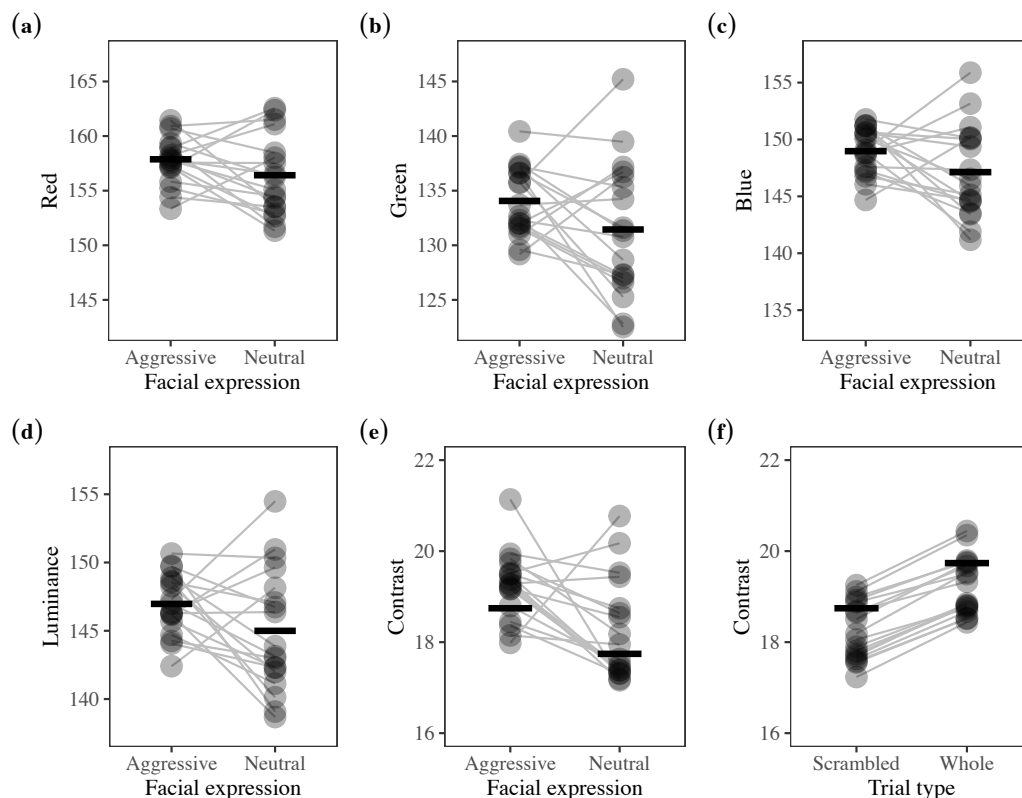 (a)
Red
165
160
155
150
145
Aggressive Neutral
Facial expression
(b)
Green
145
140
135
130
125
Aggressive Neutral
Facial expression
(c)
Blue
155
150
145
140
135
Aggressive Neutral
Facial expression
(d)
Luminance
155
150
145
140
Aggressive Neutral
Facial expression
(e)
Contrast
22
20
18
16
Aggressive Neutral
Facial expression
(f)
Contrast
22
20
18
16
Scrambled Whole
Trial type